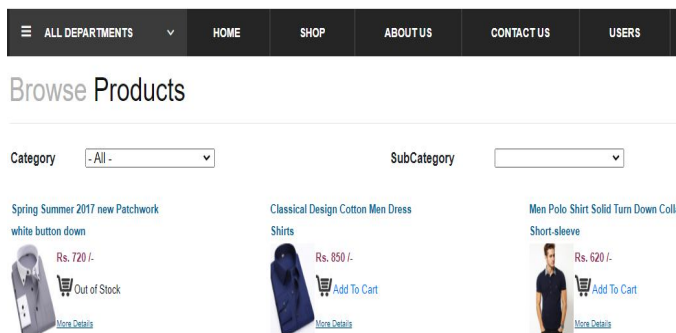 ALL DEPARTMENTS HOME SHOP ABOUT US CONTACT US USERS
Browse Products
Category - All - SubCategory
Spring Summer 2017 new Patchwork
white button down
Rs. 720 /-
Out of Stock
More Details
Classical Design Cotton Men Dress
Shirts
Rs. 850 /-
Add To Cart
More Details
Men Polo Shirt Solid Turn Down
Short-sleeve
Rs. 620 /-
Add To Cart
More Details